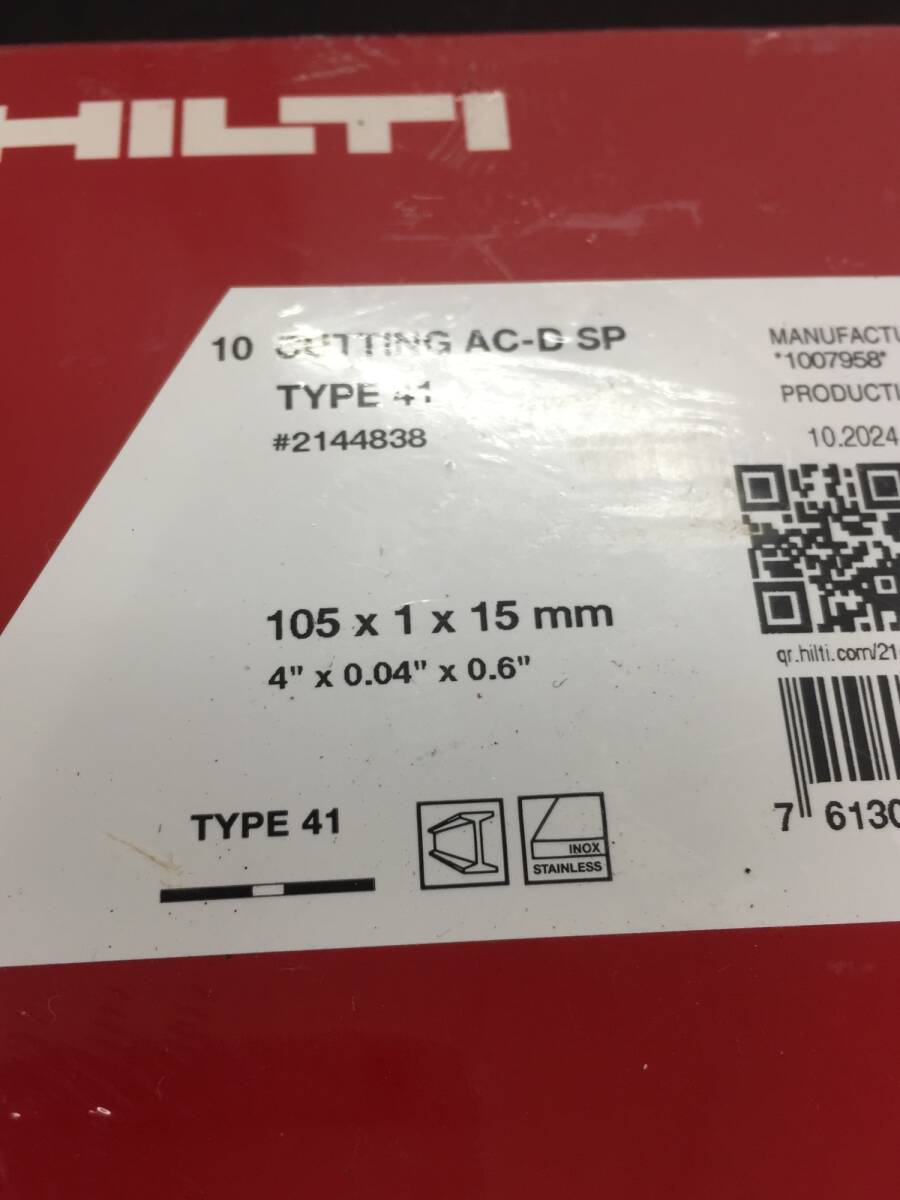 HILTI
10 CUTTING AC-D SP
TYPE 41
#2144838
MANUFACTU
*1007958*
PRODUCTI
10.2024
105 x 1 x 15 mm
4" x 0.04" x 0.6"
qr.hilti.com/21
7 6130
TYPE 41
INOX
STAINLESS